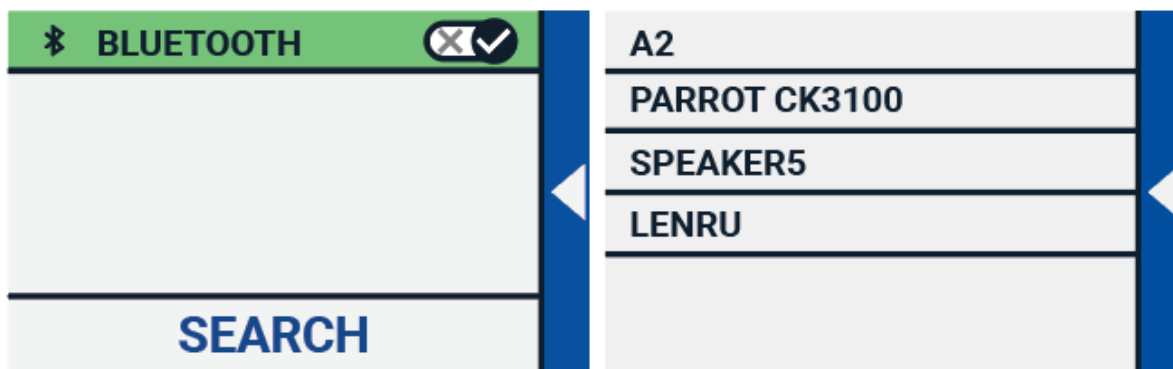 BLUETOOTH
SEARCH
A2
PARROT CK3100
SPEAKER5
LENRU